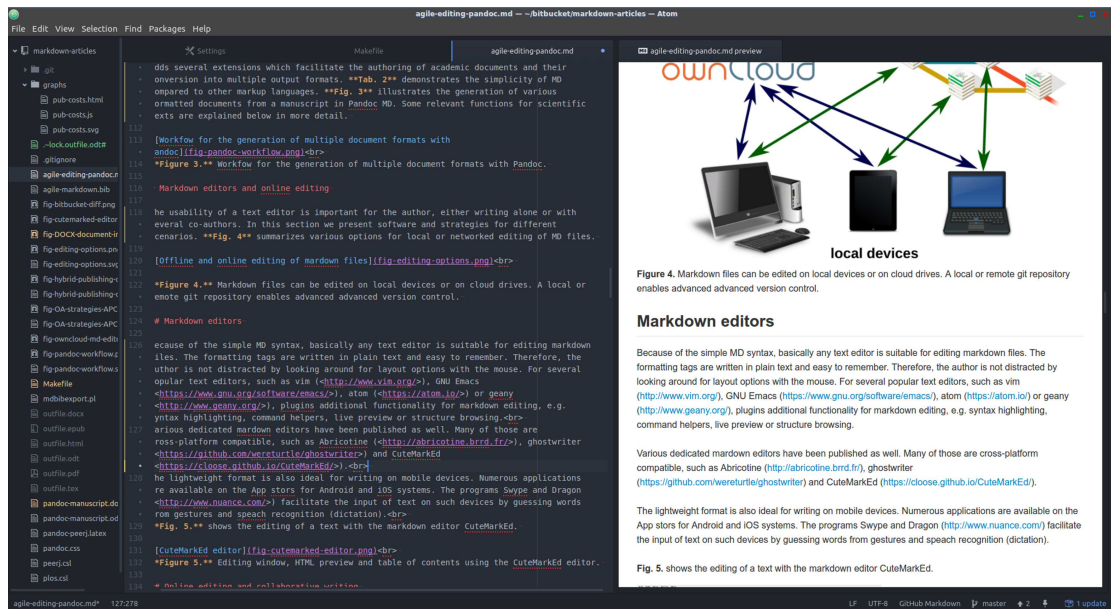 agile-editing-pandoc.md — ~/bitbucket/markdown-articles — Atom
File Edit View Selection Find Packages Help
markdown-articles
.git
graphs
pub-costs.html
pub-costs.js
pub-costs.svg
.~lock.outfile.odt#
.gitignore
agile-editing-pandoc.n
agile-markdown.bib
fig-bitbucket-diff.png
fig-cutemarked-editor
fig-DOCX-document-ir
fig-editing-options.pn
fig-editing-options.svg
fig-hybrid-publishing-c
fig-hybrid-publishing-c
fig-OA-strategies-APC
fig-OA-strategies-APC
fig-owncloud-md-edito
fig-pandoc-workflow.p
fig-pandoc-workflow.s
Makefile
mdbibexport.pl
outfile.docx
outfile.epub
outfile.html
outfile.odt
outfile.pdf
outfile.tex
pandoc-manuscript.do
pandoc-manuscript.od
pandoc-peerj.latex
pandoc.css
peerj.csl
plos.csl
Settings
Makefile
agile-editing-pandoc.md
dds several extensions which facilitate the authoring of academic documents and their
onversion into multiple output formats. **Tab. 2** demonstrates the simplicity of MD
ompared to other markup languages. **Fig. 3** illustrates the generation of various
ormatted documents from a manuscript in Pandoc MD. Some relevant functions for scientific
exts are explained below in more detail.
112
113 [Workfow for the generation of multiple document formats with
andoc](fig-pandoc-workflow.png)<br>
114 *Figure 3.** Workfow for the generation of multiple document formats with Pandoc.
115
116 Markdown editors and online editing
117
118 he usability of a text editor is important for the author, either writing alone or with
everal co-authors. In this section we present software and strategies for different
cenarios. **Fig. 4** summarizes various options for local or networked editing of MD files.
119
120 [Offline and online editing of mardown files](fig-editing-options.png)<br>
121
122 *Figure 4.** Markdown files can be edited on local devices or on cloud drives. A local or
emote git repository enables advanced advanced version control.
123
124 # Markdown editors
125
126 ecause of the simple MD syntax, basically any text editor is suitable for editing markdown
iles. The formatting tags are written in plain text and easy to remember. Therefore, the
uthor is not distracted by looking around for layout options with the mouse. For several
opular text editors, such as vim (<http://www.vim.org/>), GNU Emacs
<https://www.gnu.org/software/emacs/>), atom (<https://atom.io/>) or geany
<http://www.geany.org/>), plugins additional functionality for markdown editing, e.g.
yntax highlighting, command helpers, live preview or structure browsing.<br>
127 arious dedicated mardown editors have been published as well. Many of those are
ross-platform compatible, such as Abricotine (<http://abricotine.brrd.fr/>), ghostwriter
<https://github.com/wereturtle/ghostwriter>) and CuteMarkEd
<https://cloose.github.io/CuteMarkEd/>).<br>
128 he lightweight format is also ideal for writing on mobile devices. Numerous applications
re available on the App stors for Android and iOS systems. The programs Swype and Dragon
<http://www.nuance.com/>) facilitate the input of text on such devices by guessing words
rom gestures and speach recognition (dictation).<br>
129 *Fig. 5.** shows the editing of a text with the markdown editor CuteMarkEd.
130
131 [CuteMarkEd editor](fig-cutemarked-editor.png)<br>
132 *Figure 5.** Editing window, HTML preview and table of contents using the CuteMarkEd editor.
133
134 # Online editing and collaborative writing
agile-editing-pandoc.md preview
ownCloud
local devices
Figure 4. Markdown files can be edited on local devices or on cloud drives. A local or remote git repository
enables advanced advanced version control.
Markdown editors
Because of the simple MD syntax, basically any text editor is suitable for editing markdown files. The
formatting tags are written in plain text and easy to remember. Therefore, the uthor is not distracted by
looking around for layout options with the mouse. For several popular text editors, such as vim
(http://www.vim.org/), GNU Emacs (https://www.gnu.org/software/emacs/), atom (https://atom.io/) or geany
(http://www.geany.org/), plugins additional functionality for markdown editing, e.g. syntax highlighting,
command helpers, live preview or structure browsing.
Various dedicated mardown editors have been published as well. Many of those are cross-platform
compatible, such as Abricotine (http://abricotine.brrd.fr/), ghostwriter
(https://github.com/wereturtle/ghostwriter) and CuteMarkEd (https://cloose.github.io/CuteMarkEd/).
The lightweight format is also ideal for writing on mobile devices. Numerous applications are available on the
App stors for Android and iOS systems. The programs Swype and Dragon (http://www.nuance.com/) facilitate
the input of text on such devices by guessing words from gestures and speach recognition (dictation).
Fig. 5. shows the editing of a text with the markdown editor CuteMarkEd.
agile-editing-pandoc.md* 127:278
LF UTF-8 GitHub Markdown master 2 1 update